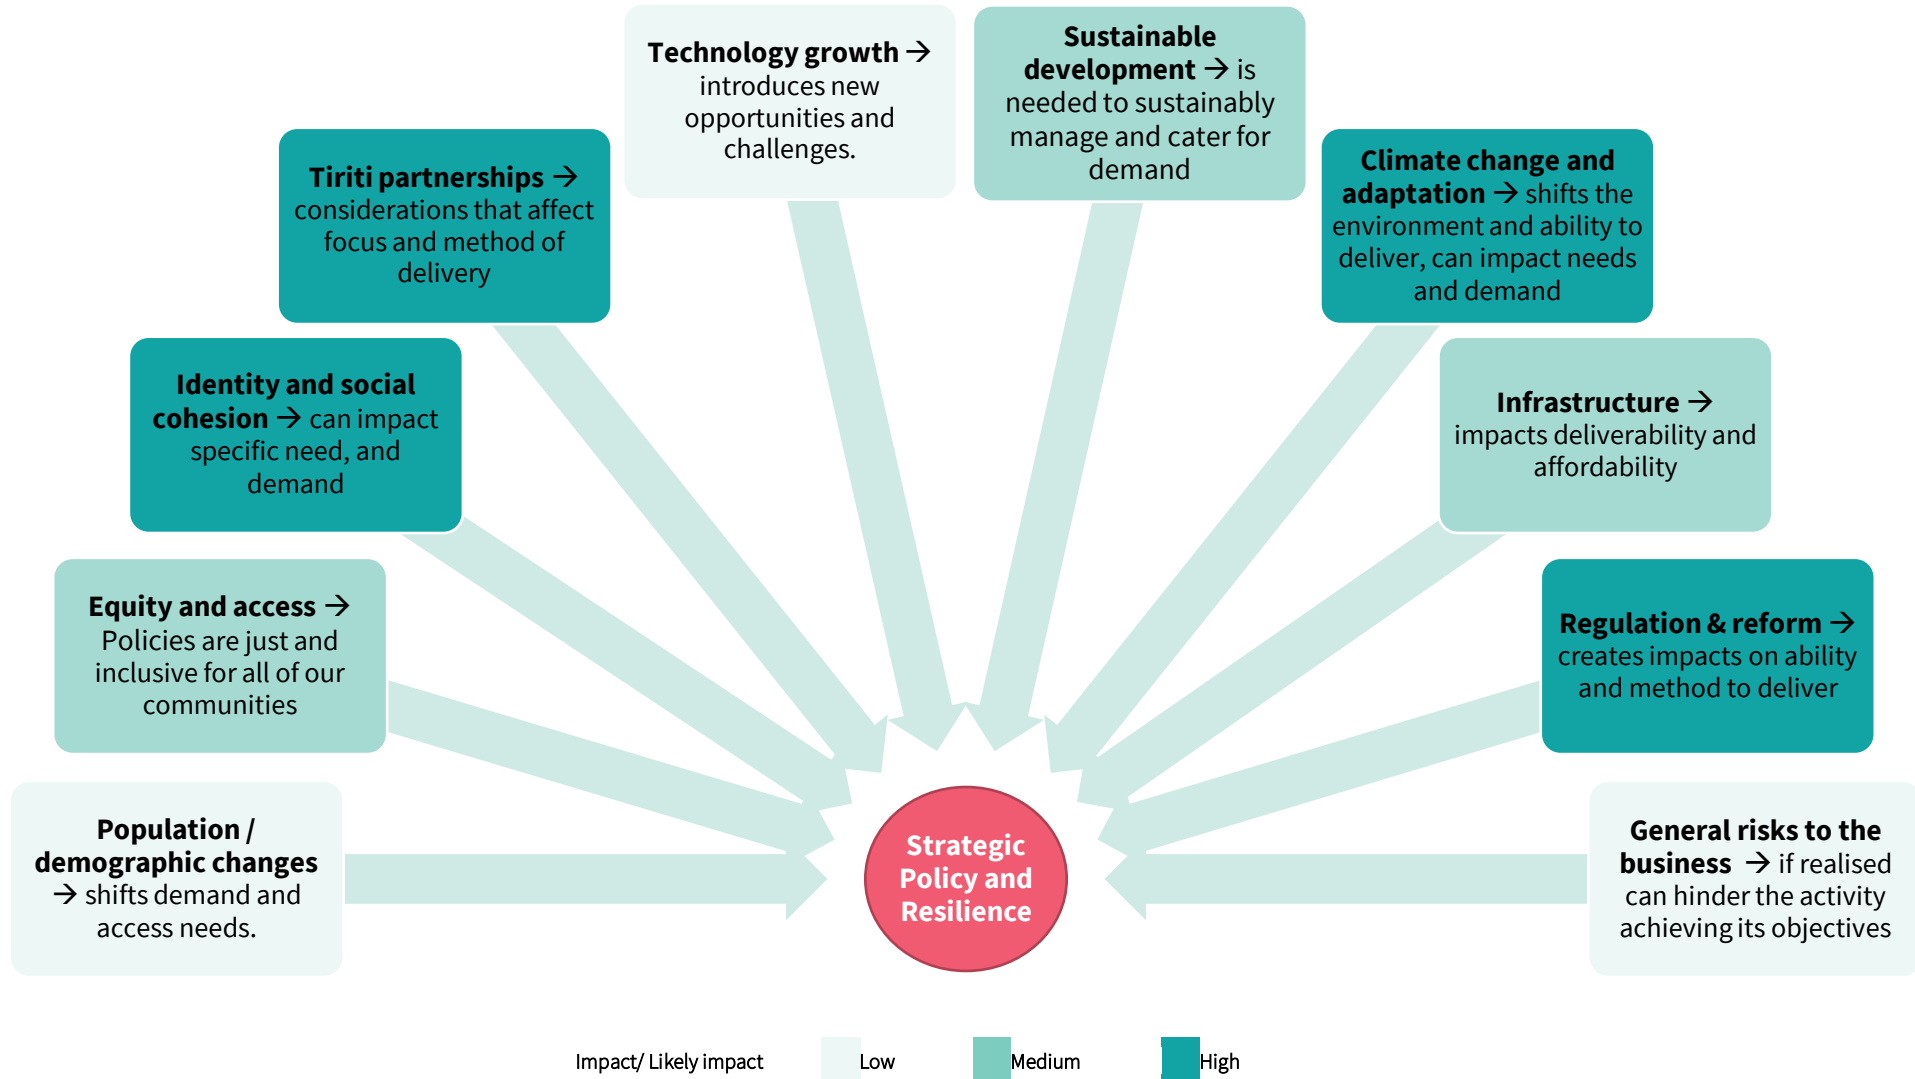 Technology growth →
introduces new
opportunities and
challenges.
Sustainable
development → is
needed to sustainably
manage and cater for
demand
Tiriti partnerships →
considerations that affect
focus and method of
delivery
Climate change and
adaptation → shifts the
environment and ability to
deliver, can impact needs
and demand
Identity and social
cohesion → can impact
specific need, and
demand
Infrastructure →
impacts deliverability and
affordability
Equity and access →
Policies are just and
inclusive for all of our
communities
Regulation & reform →
creates impacts on ability
and method to deliver
Population /
demographic changes
→ shifts demand and
access needs.
Strategic
Policy and
Resilience
General risks to the
business → if realised
can hinder the activity
achieving its objectives
Impact/ Likely impact Low Medium High